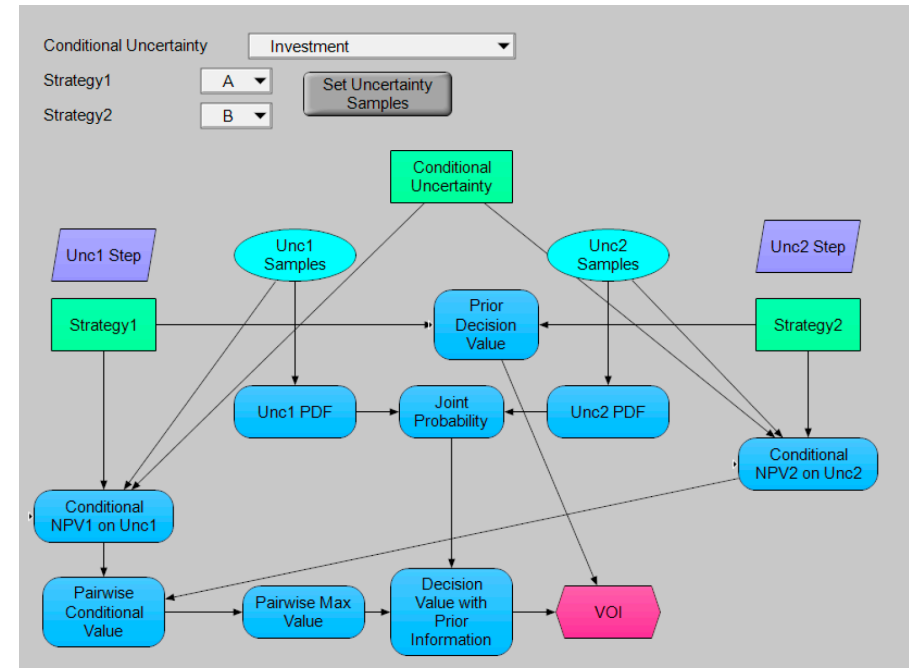 Conditional Uncertainty
Investment
Strategy1
A
Set Uncertainty
Samples
Strategy2
B
Conditional
Uncertainty
Unc1 Step
Unc1
Samples
Unc2
Samples
Unc2 Step
Strategy1
Prior
Decision
Value
Strategy2
Unc1 PDF
Joint
Probability
Unc2 PDF
Conditional
NPV2 on Unc2
Conditional
NPV1 on Unc1
Pairwise
Conditional
Value
Pairwise Max
Value
Decision
Value with
Prior
Information
VOI